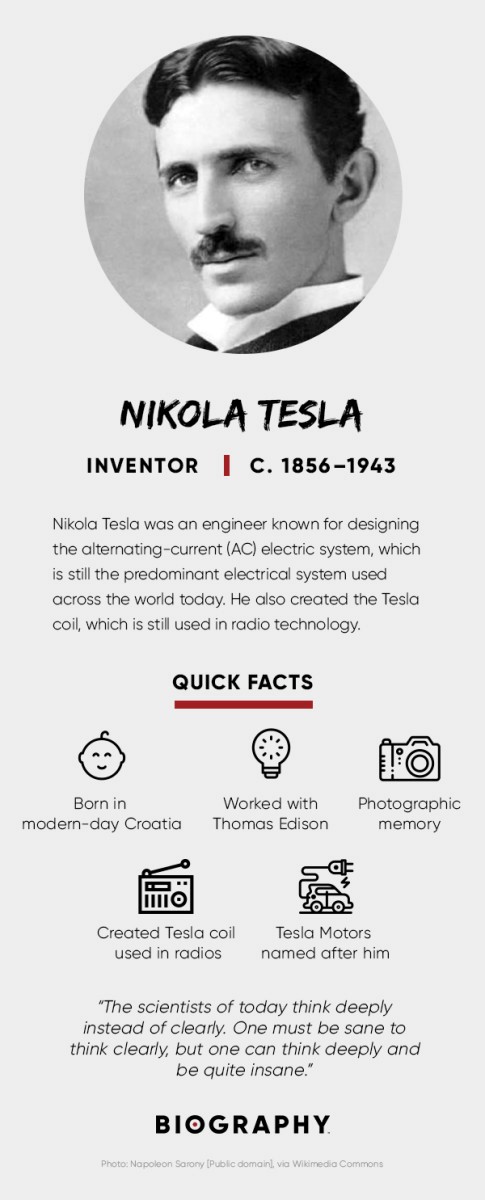 NIKOLA TESLA
INVENTOR | C. 1856–1943
Nikola Tesla was an engineer known for designing
the alternating-current (AC) electric system, which
is still the predominant electrical system used
across the world today. He also created the Tesla
coil, which is still used in radio technology.
QUICK FACTS
Born in
modern-day Croatia
Worked with
Thomas Edison
Photographic
memory
Created Tesla coil
used in radios
Tesla Motors
named after him
“The scientists of today think deeply
instead of clearly. One must be sane to
think clearly, but one can think deeply and
be quite insane.”
BIOGRAPHY.
Photo: Napoleon Sarony [Public domain], via Wikimedia Commons